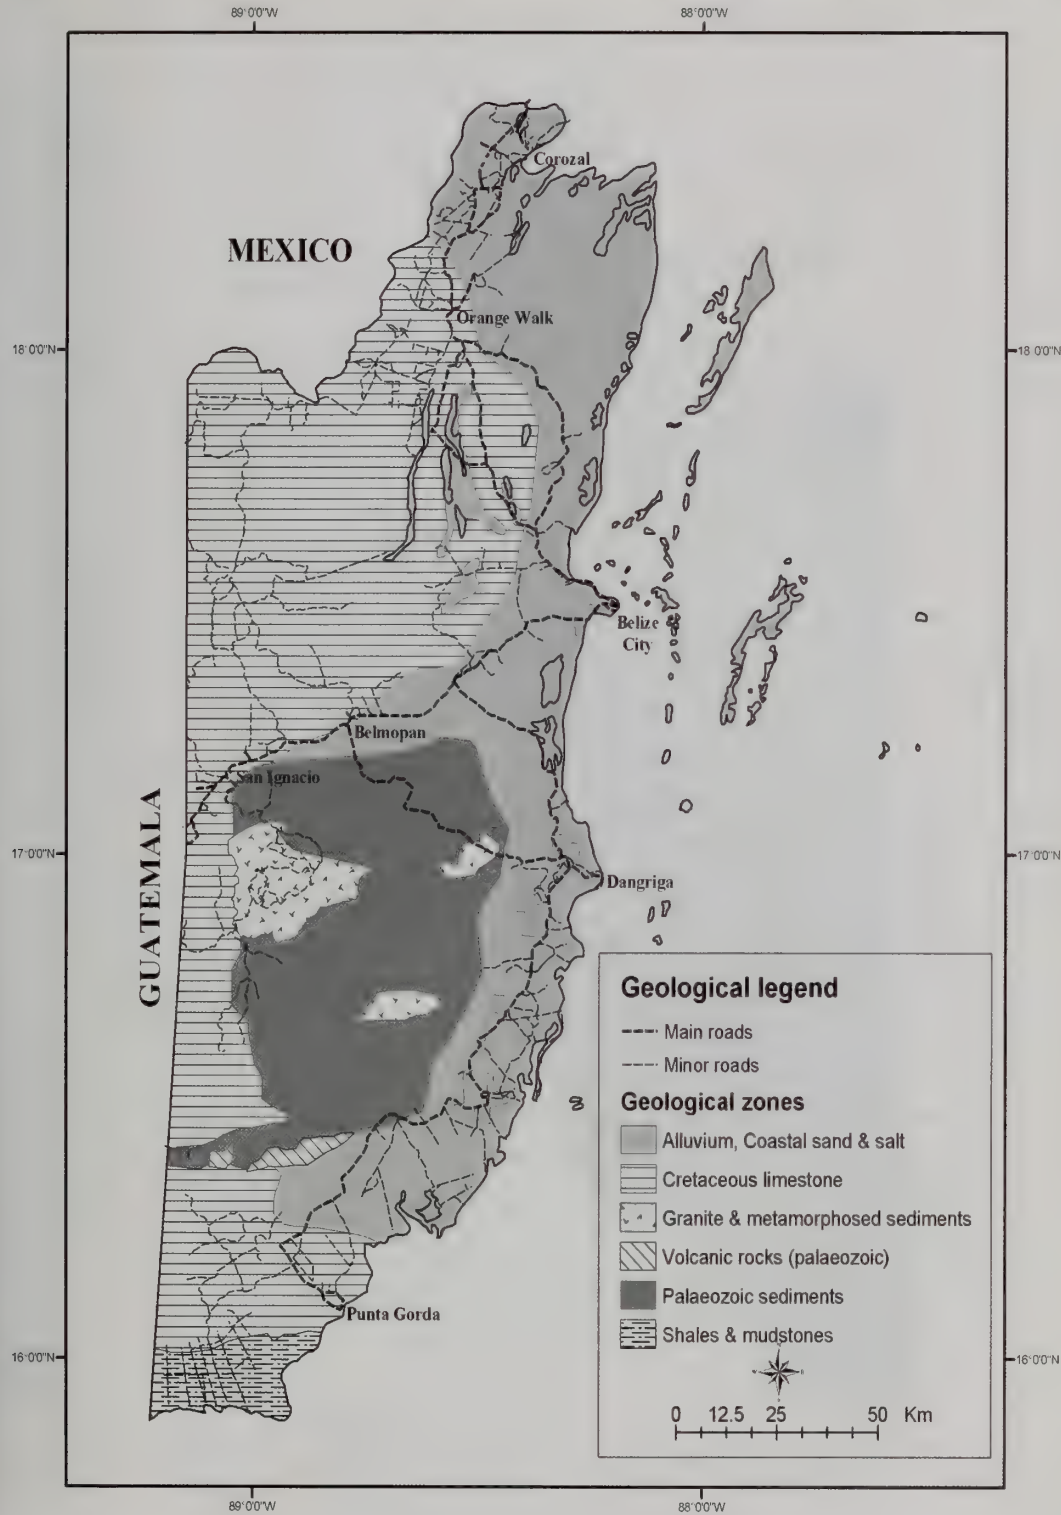 89°0'0"W
88°0'0"W
Corozal
MEXICO
Orange Walk
18°0'0"N
18°0'0"N
Belize
City
Belmopan
San Ignacio
GUATEMALA
17°0'0"N
17°0'0"N
Dangriga
Geological legend
Main roads
Minor roads
Geological zones
Alluvium, Coastal sand & salt
Cretaceous limestone
Granite & metamorphosed sediments
Volcanic rocks (palaeozoic)
Palaeozoic sediments
Shales & mudstones
Punta Gorda
16°0'0"N
16°0'0"N
0 12.5 25 50 Km
89°0'0"W
88°0'0"W